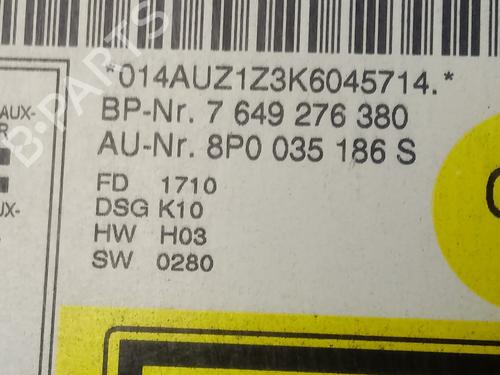 *014AUZ1Z3K6045714.*
BP-Nr. 7 649 276 380
AU-Nr. 8P0 035 186 S
FD 1710
DSG K10
HW H03
SW 0280
AUX-
R
UX-
B-PARTS